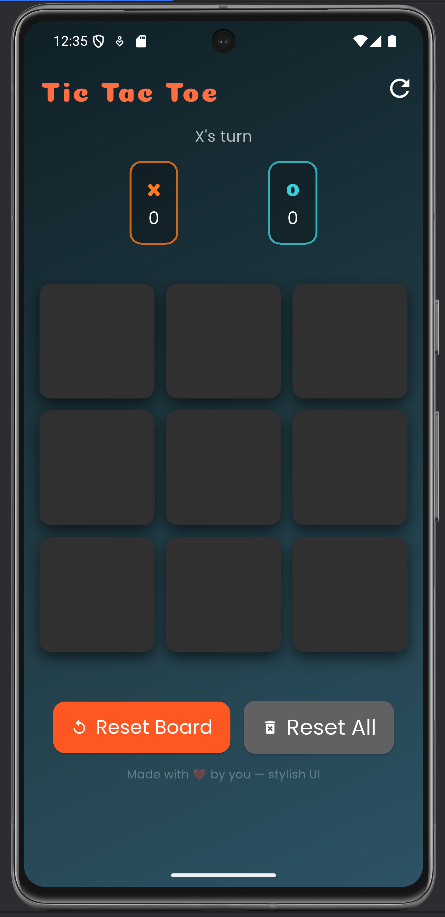 12:35
Tic Tac Toe
X's turn
X O
0 0
Reset Board Reset All
Made with ❤️ by you — stylish UI